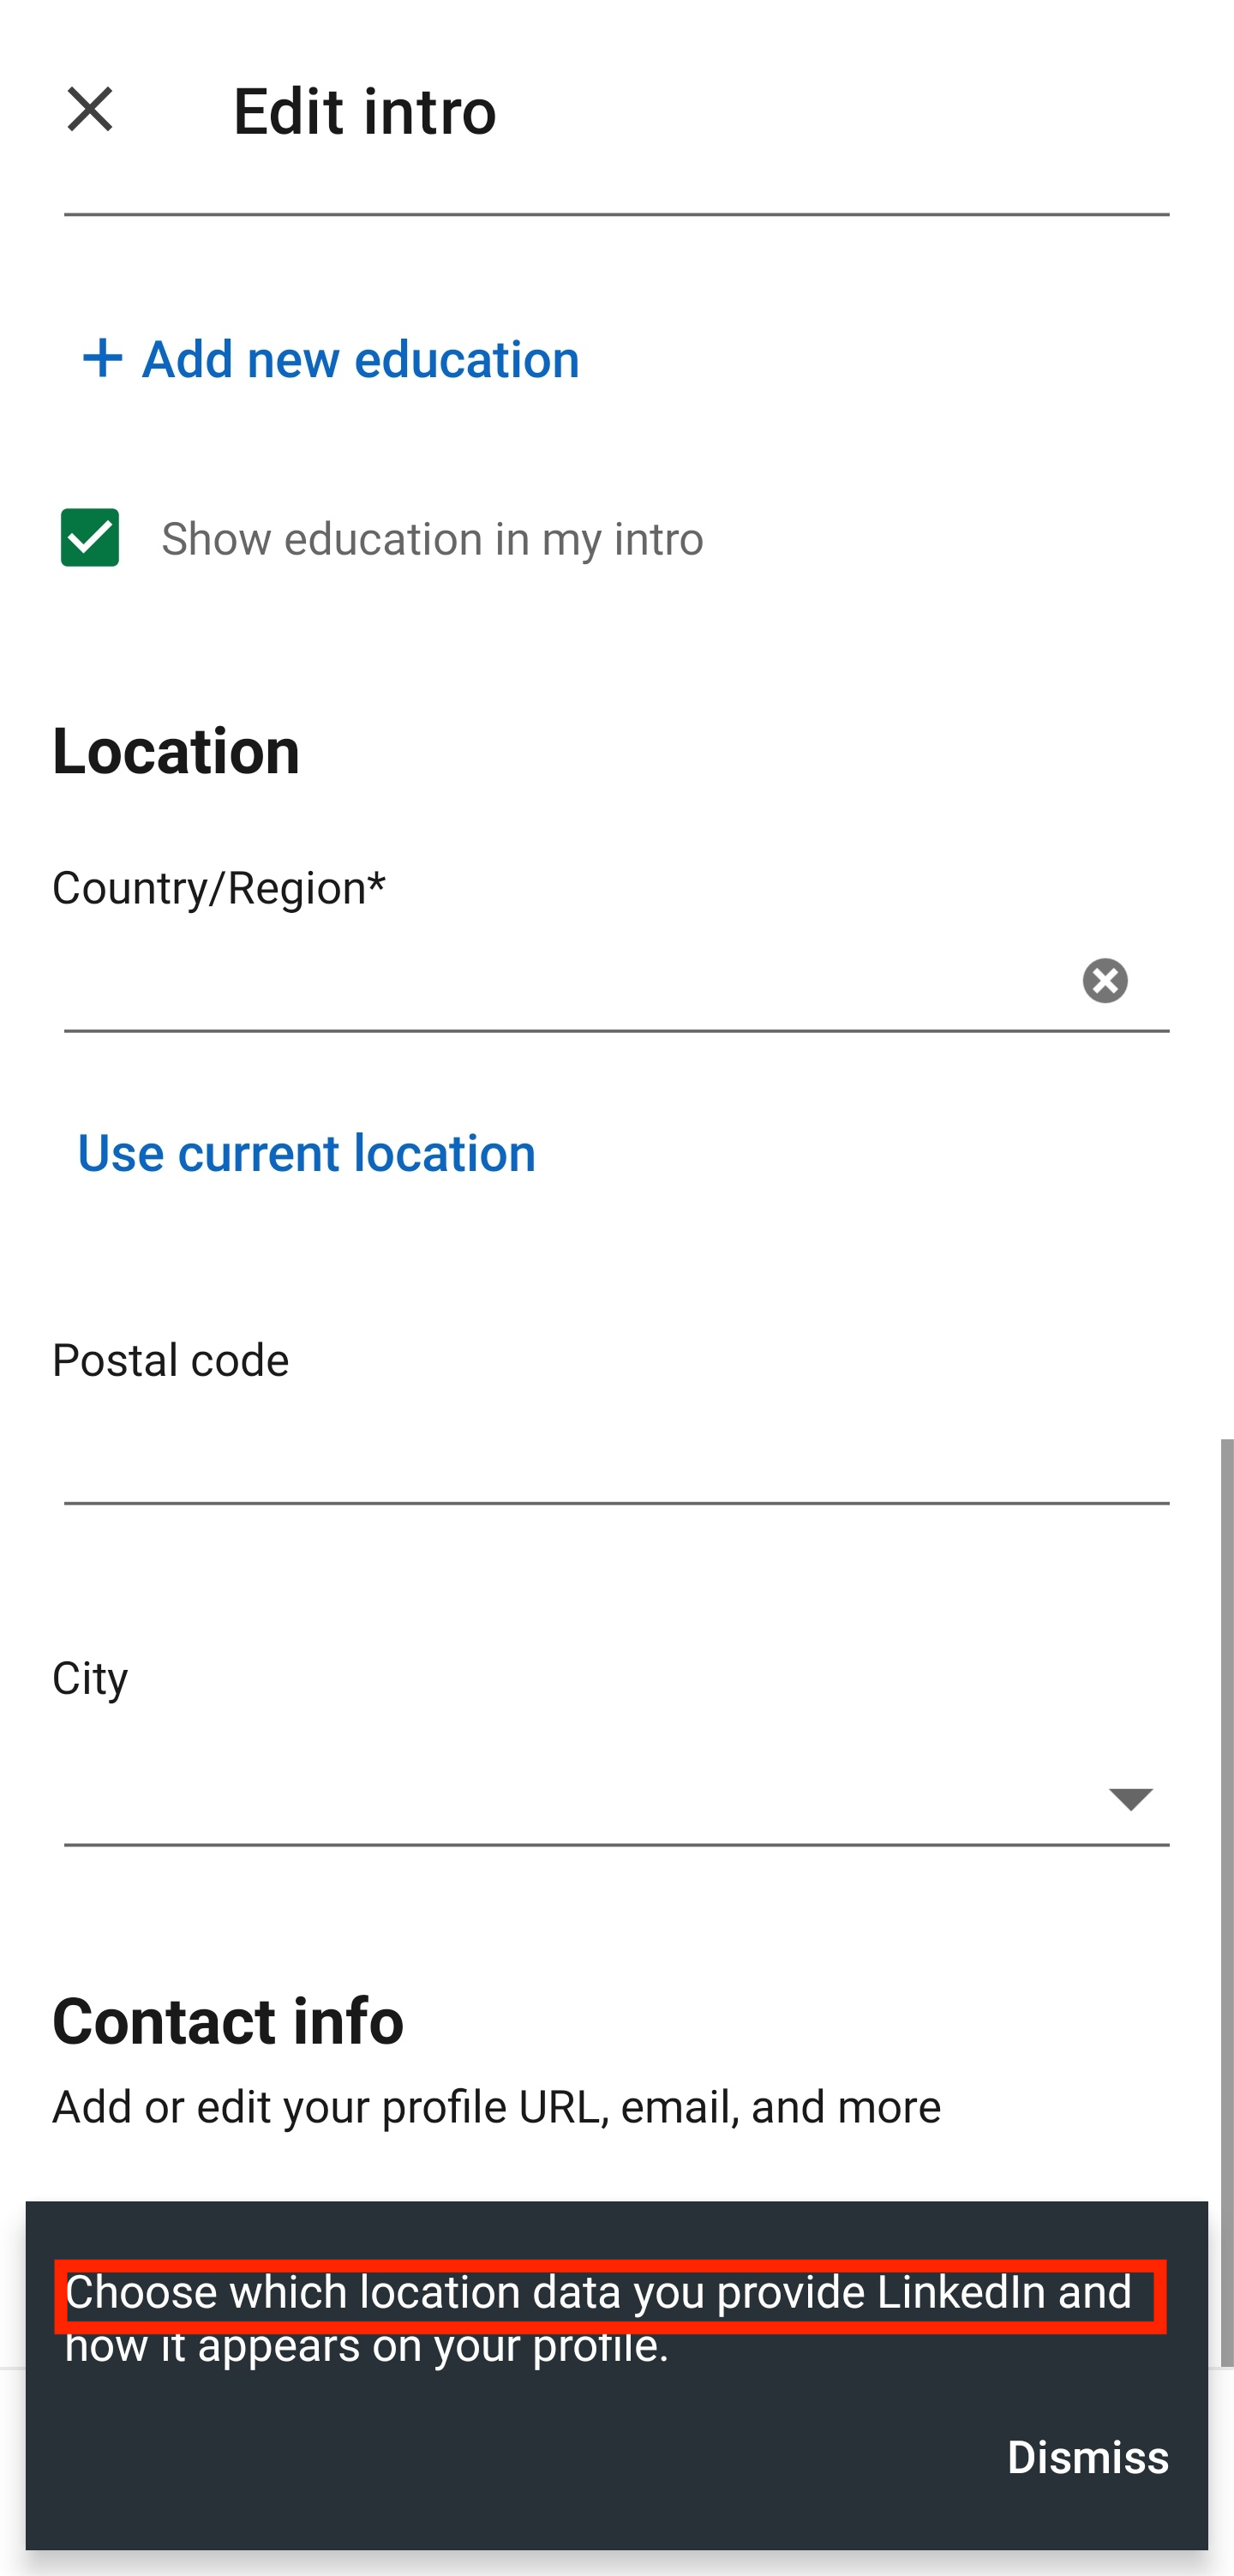 Edit intro
+ Add new education
Show education in my intro
Location
Country/Region*
Use current location
Postal code
City
Contact info
Add or edit your profile URL, email, and more
Choose which location data you provide LinkedIn and
how it appears on your profile.
Dismiss